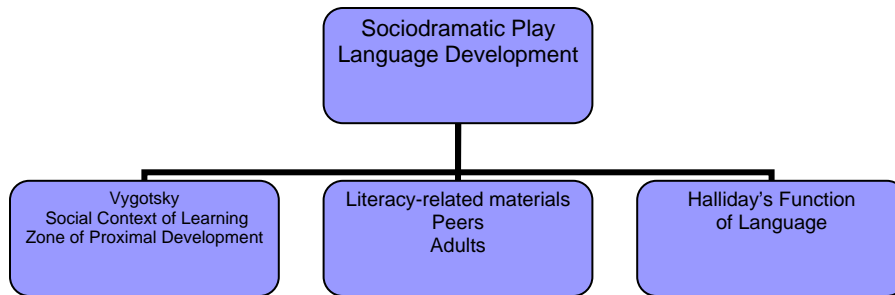 Sociodramatic Play
Language Development
Vygotsky
Social Context of Learning
Zone of Proximal Development
Literacy-related materials
Peers
Adults
Halliday's Function
of Language